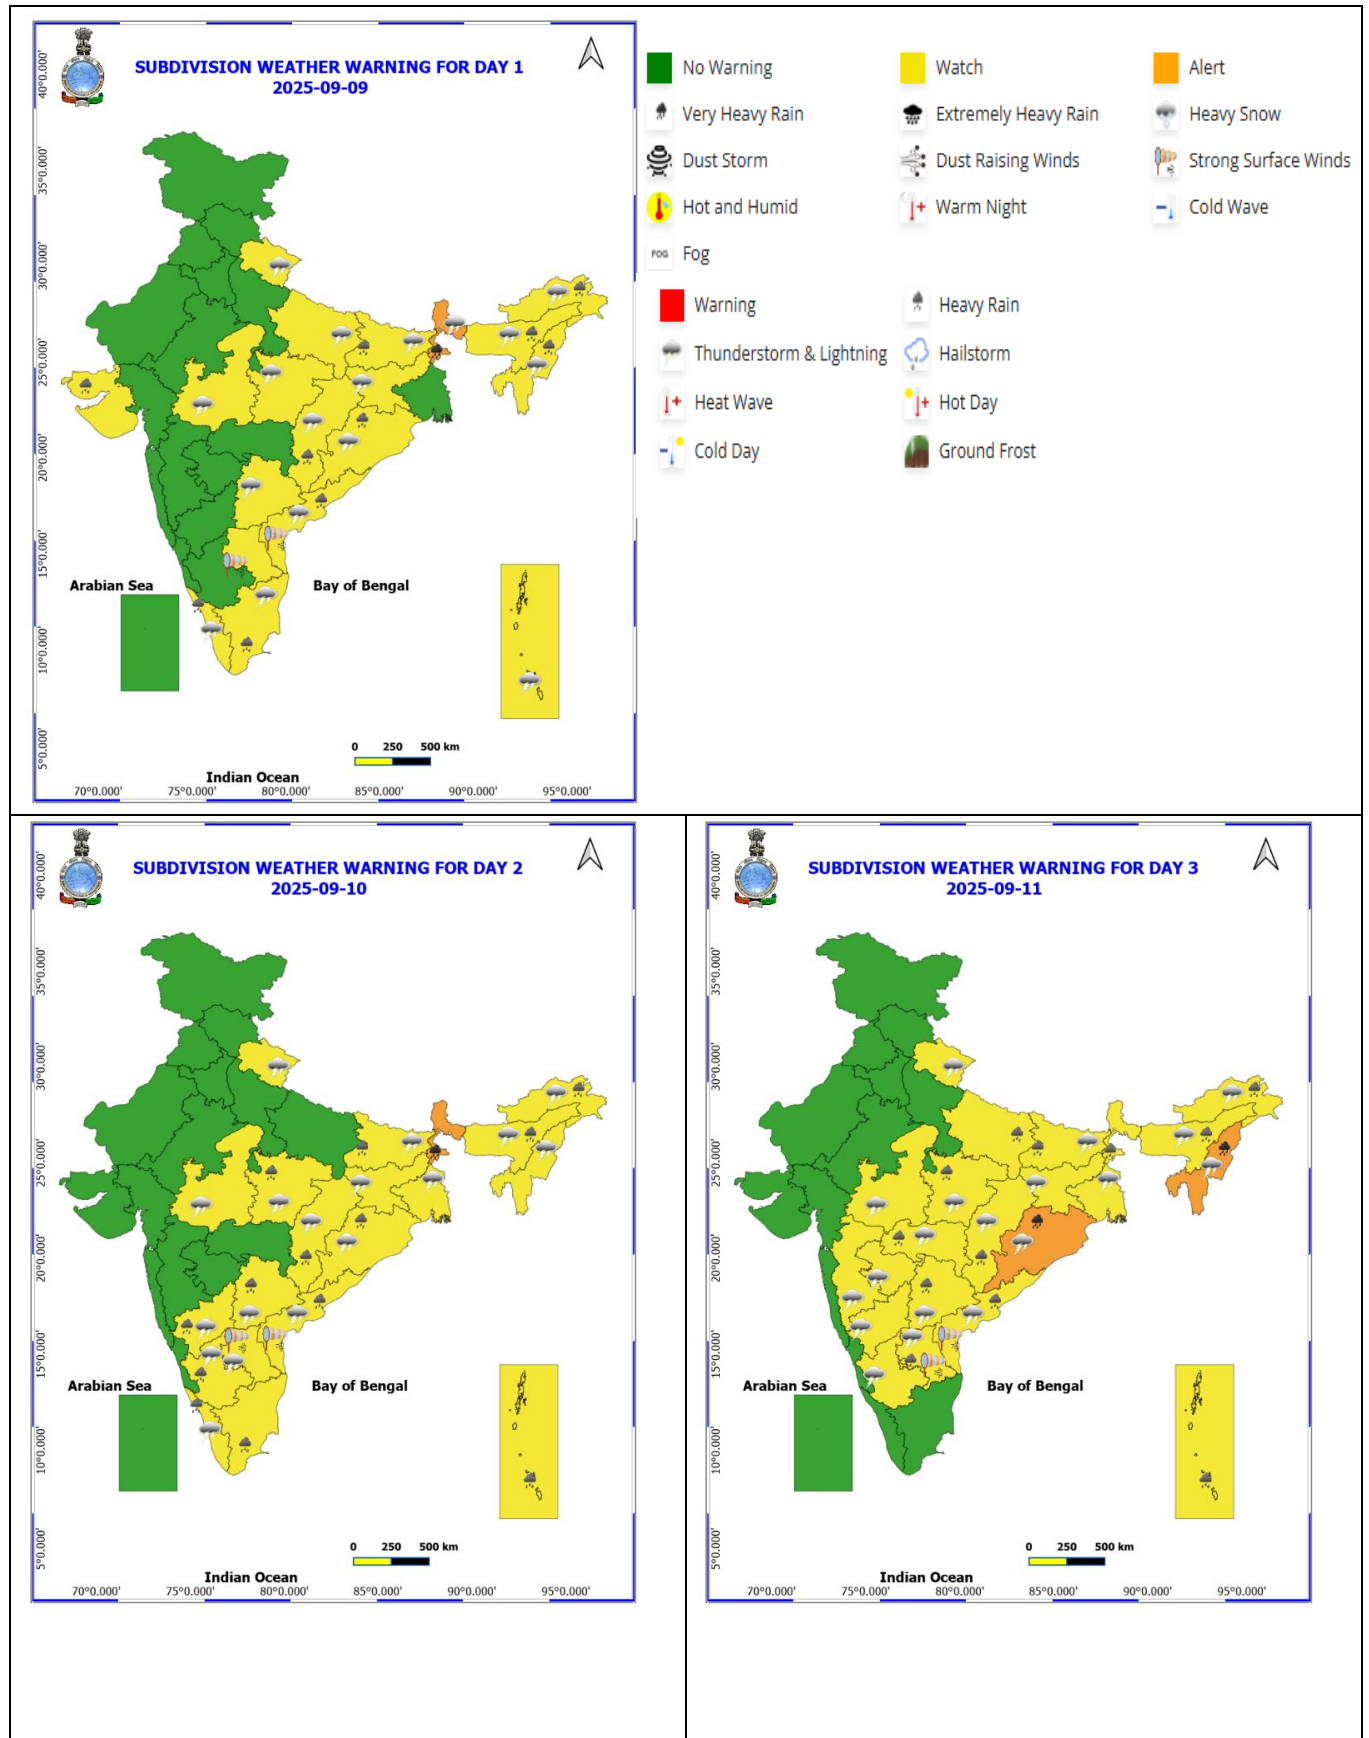 SUBDIVISION WEATHER WARNING FOR DAY 1
2025-09-09
40°0.000'
35°0.000'
30°0.000'
25°0.000'
20°0.000'
15°0.000'
10°0.000'
5°0.000'
Arabian Sea
Bay of Bengal
0 250 500 km
Indian Ocean
70°0.000' 75°0.000' 80°0.000' 85°0.000' 90°0.000' 95°0.000'
No Warning Watch Alert
Very Heavy Rain Extremely Heavy Rain Heavy Snow
Dust Storm Dust Raising Winds Strong Surface Winds
Hot and Humid Warm Night Cold Wave
FOG Fog
Warning Heavy Rain
Thunderstorm & Lightning Hailstorm
Heat Wave Hot Day
Cold Day Ground Frost
SUBDIVISION WEATHER WARNING FOR DAY 2
2025-09-10
40°0.000'
35°0.000'
30°0.000'
25°0.000'
20°0.000'
15°0.000'
10°0.000'
5°0.000'
Arabian Sea
Bay of Bengal
0 250 500 km
Indian Ocean
70°0.000' 75°0.000' 80°0.000' 85°0.000' 90°0.000' 95°0.000'
SUBDIVISION WEATHER WARNING FOR DAY 3
2025-09-11
40°0.000'
35°0.000'
30°0.000'
25°0.000'
20°0.000'
15°0.000'
10°0.000'
5°0.000'
Arabian Sea
Bay of Bengal
0 250 500 km
Indian Ocean
70°0.000' 75°0.000' 80°0.000' 85°0.000' 90°0.000' 95°0.000'